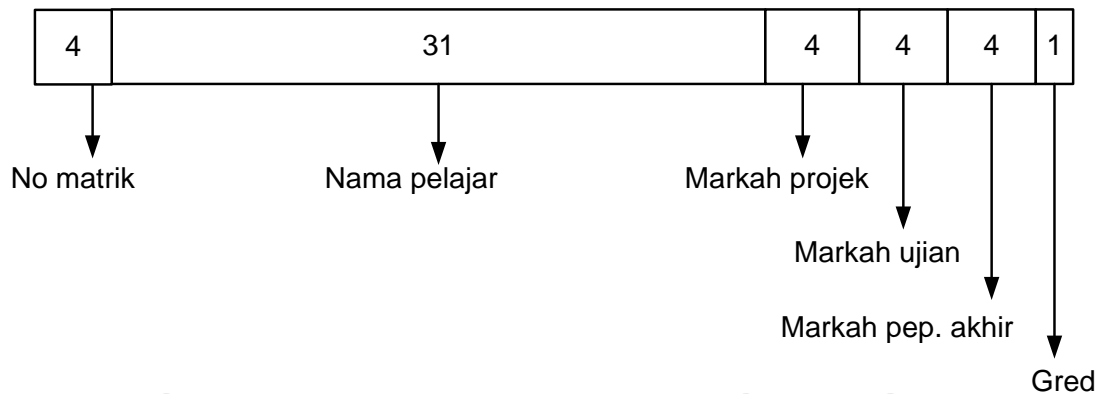 4 31 4 4 4 1
No matrik Nama pelajar Markah projek
Markah ujian
Markah pep. akhir
Gred